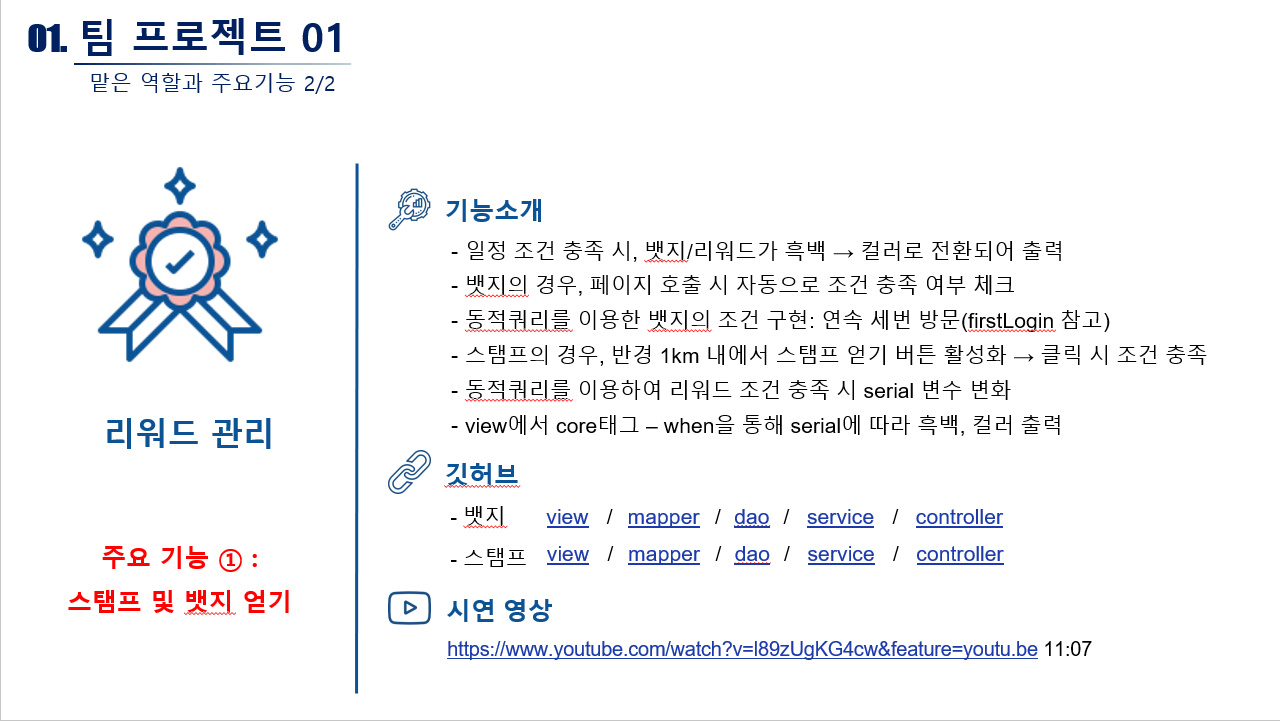 01. 팀 프로젝트 01
맡은 역할과 주요기능 2/2
리워드 관리
주요 기능 ① :
스탬프 및 뱃지 얻기
기능소개
- 일정 조건 충족 시, 뱃지/리워드가 흑백 → 컬러로 전환되어 출력
- 뱃지의 경우, 페이지 호출 시 자동으로 조건 충족 여부 체크
- 동적쿼리를 이용한 뱃지의 조건 구현: 연속 세번 방문(firstLogin 참고)
- 스탬프의 경우, 반경 1km 내에서 스탬프 얻기 버튼 활성화 → 클릭 시 조건 충족
- 동적쿼리를 이용하여 리워드 조건 충족 시 serial 변수 변화
- view에서 core태그 – when을 통해 serial에 따라 흑백, 컬러 출력
깃허브
- 뱃지 view / mapper / dao / service / controller
- 스탬프 view / mapper / dao / service / controller
시연 영상
https://www.youtube.com/watch?v=l89zUgKG4cw&feature=youtu.be 11:07